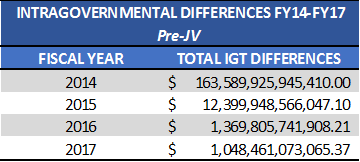 INTRAGOVERNMENTAL DIFFERENCES FY14-FY17
Pre-JV
FISCAL YEAR TOTAL IGT DIFFERENCES
2014 $ 163,589,925,945,410.00
2015 $ 12,399,948,566,047.10
2016 $ 1,369,805,741,908.21
2017 $ 1,048,461,073,065.37